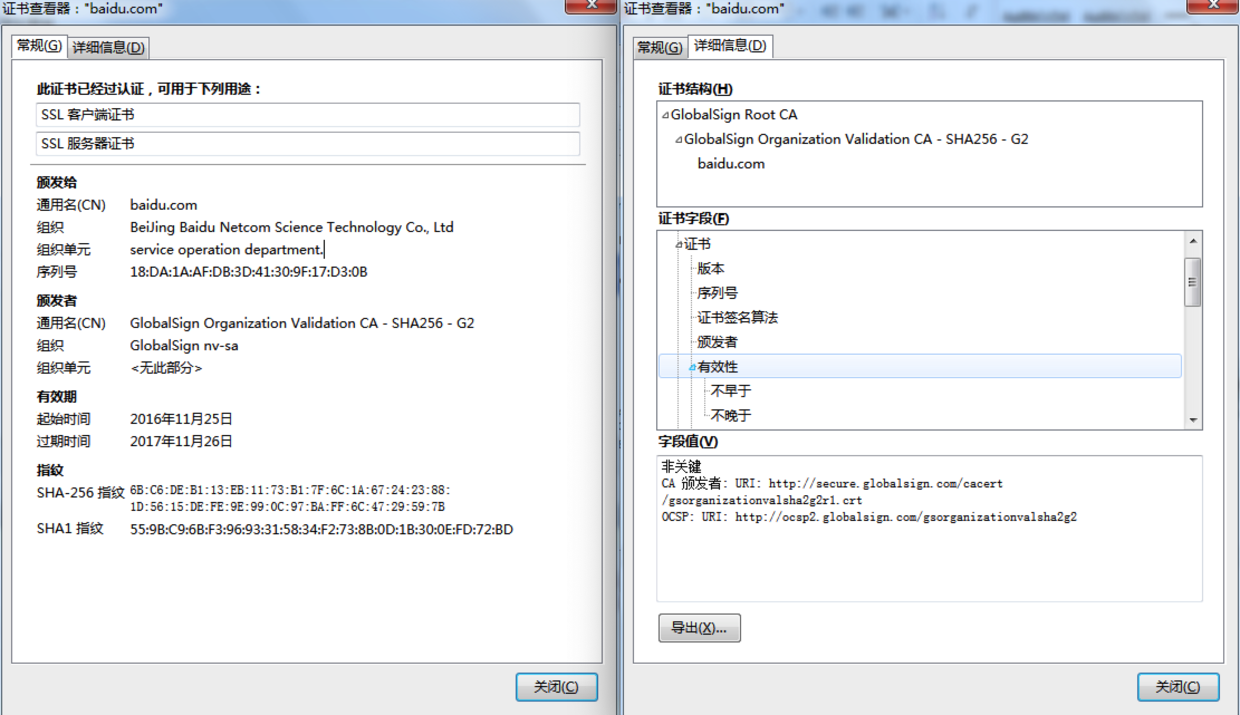 证书查看器："baidu.com"
常规(G) 详细信息(D)
此证书已经过认证，可用于下列用途：
SSL 客户端证书
SSL 服务器证书
颁发给
通用名(CN) baidu.com
组织 BeiJing Baidu Netcom Science Technology Co., Ltd
组织单元 service operation department.
序列号 18:DA:1A:AF:DB:3D:41:30:9F:17:D3:0B
颁发者
通用名(CN) GlobalSign Organization Validation CA - SHA256 - G2
组织 GlobalSign nv-sa
组织单元 <无此部分>
有效期
起始时间 2016年11月25日
过期时间 2017年11月26日
指纹
SHA-256 指纹 6B:C6:DE:B1:13:EB:11:73:B1:7F:6C:1A:67:24:23:88:
1D:56:15:DE:FE:9E:99:0C:97:BA:FF:6C:47:29:59:7B
SHA1 指纹 55:9B:C9:6B:F3:96:93:31:58:34:F2:73:8B:0D:1B:30:0E:FD:72:BD
关闭(C)
证书查看器："baidu.com"
常规(G) 详细信息(D)
证书结构(H)
GlobalSign Root CA
GlobalSign Organization Validation CA - SHA256 - G2
baidu.com
证书字段(F)
证书
版本
序列号
证书签名算法
颁发者
有效性
不早于
不晚于
字段值(V)
非关键
CA 颁发者: URI: http://secure.globalsign.com/cacert
/gsorganizationvalsha2g2r1.crt
OCSP: URI: http://ocsp2.globalsign.com/gsorganizationvalsha2g2
导出(X)...
关闭(C)